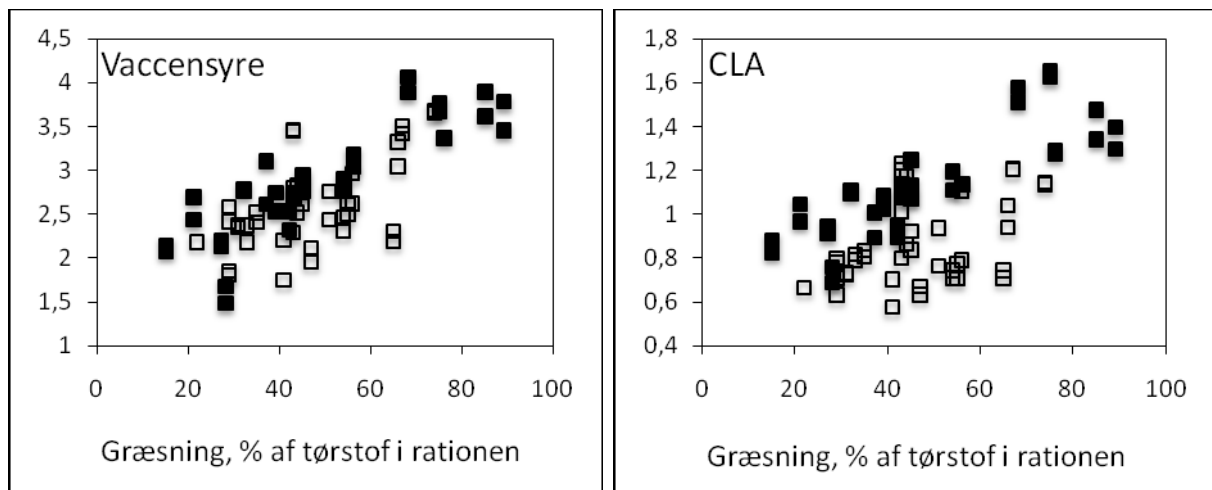 Vaccensyre
4,5
4
3,5
3
2,5
2
1,5
1
0 20 40 60 80 100
Græsning, % af tørstof i rationen
CLA
1,8
1,6
1,4
1,2
1
0,8
0,6
0,4
0 20 40 60 80 100
Græsning, % af tørstof i rationen